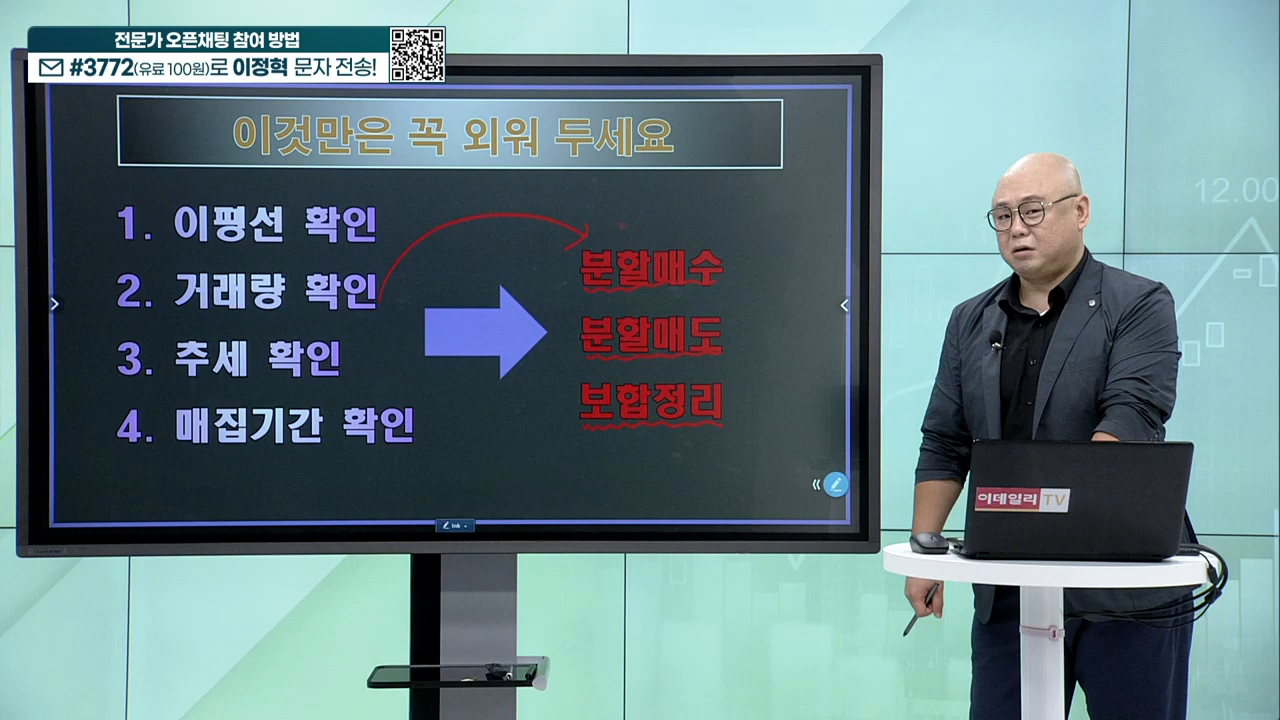 전문가 오픈채팅 참여 방법
#3772(유료 100원)로 이정혁 문자 전송!
이것만은 꼭 외워 두세요
1. 이평선 확인
2. 거래량 확인
3. 추세 확인
4. 매집기간 확인
분할매수
분할매도
보합정리
Ink
이데일리 TV
12.00